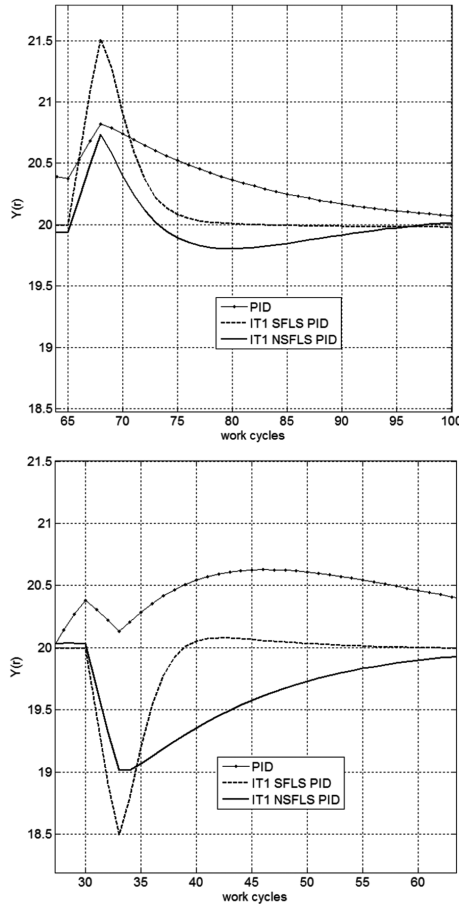 21.5
21
20.5
20
19.5
19
18.5
Y(r)
PID
IT1 SFLS PID
IT1 NSFLS PID
65 70 75 80 85 90 95 100
work cycles
21.5
21
20.5
20
19.5
19
18.5
Y(r)
PID
IT1 SFLS PID
IT1 NSFLS PID
30 35 40 45 50 55 60
work cycles